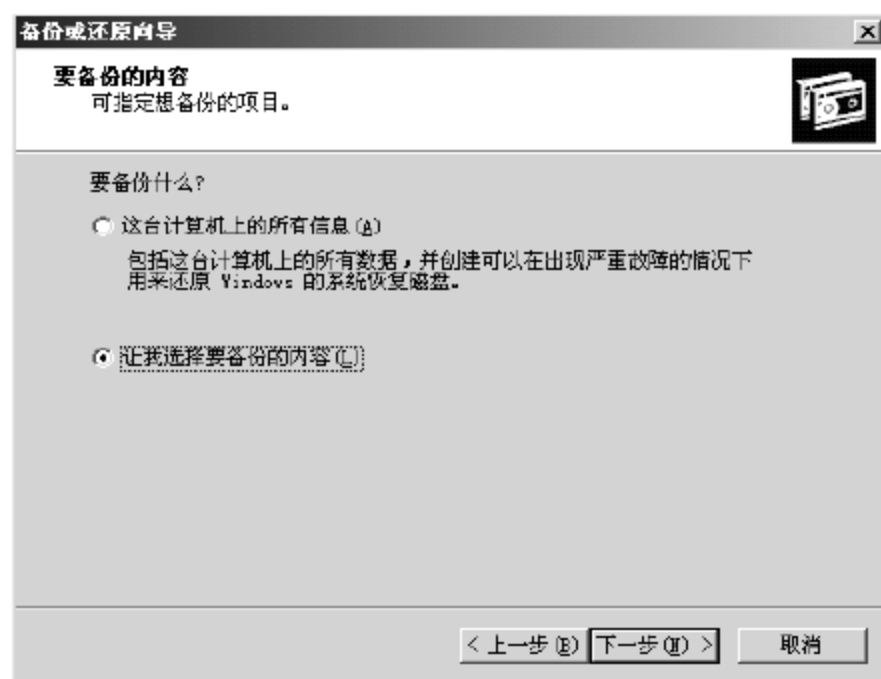 备份或还原向导
要备份的内容
可指定想备份的项目。
要备份什么?
这台计算机上的所有信息(A)
包括这台计算机上的所有数据，并创建可以在出现严重故障的情况下
用来还原 Windows 的系统恢复磁盘。
让我选择要备份的内容(L)
< 上一步(B) 下一步(N) > 取消